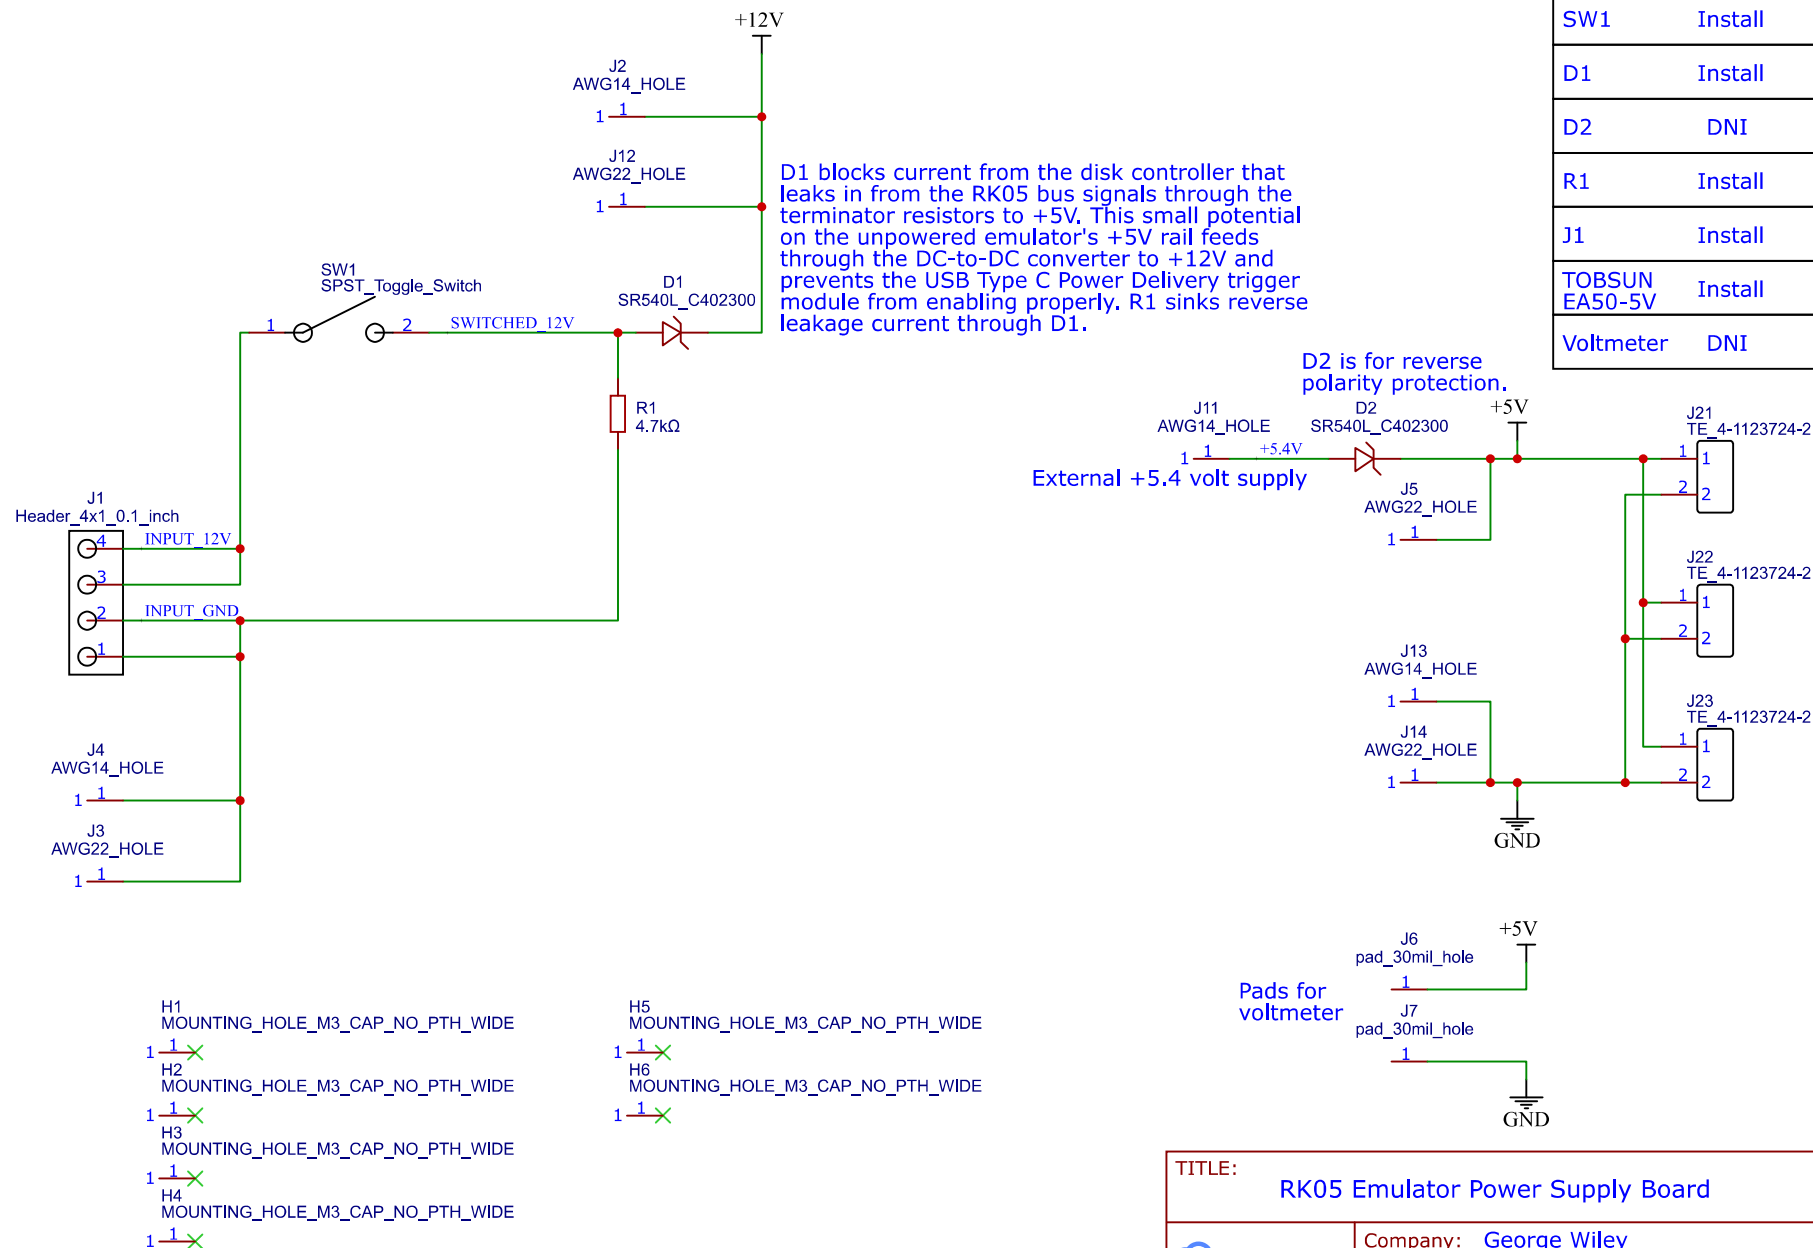 +12V
J2
AWG14_HOLE
1 1
J12
AWG22_HOLE
1 1
D1 blocks current from the disk controller that
leaks in from the RK05 bus signals through the
terminator resistors to +5V. This small potential
on the unpowered emulator's +5V rail feeds
through the DC-to-DC converter to +12V and
prevents the USB Type C Power Delivery trigger
module from enabling properly. R1 sinks reverse
leakage current through D1.
SW1
SPST_Toggle_Switch
1
2
SWITCHED_12V
D1
SR540L_C402300
R1
4.7kΩ
J1
Header_4x1_0.1_inch
4
INPUT_12V
3
2
INPUT_GND
1
J4
AWG14_HOLE
1 1
J3
AWG22_HOLE
1 1
SW1 Install
D1 Install
D2 DNI
R1 Install
J1 Install
TOBSUN
EA50-5V Install
Voltmeter DNI
D2 is for reverse
polarity protection.
J11
AWG14_HOLE
1 1
+5.4V
External +5.4 volt supply
D2
SR540L_C402300
+5V
J5
AWG22_HOLE
1 1
J21
TE_4-1123724-2
1 1
2 2
J22
TE_4-1123724-2
1 1
2 2
J23
TE_4-1123724-2
1 1
2 2
J13
AWG14_HOLE
1 1
J14
AWG22_HOLE
1 1
GND
+5V
J6
pad_30mil_hole
1
Pads for
voltmeter
J7
pad_30mil_hole
1
GND
H1
MOUNTING_HOLE_M3_CAP_NO_PTH_WIDE
1 1
H2
MOUNTING_HOLE_M3_CAP_NO_PTH_WIDE
1 1
H3
MOUNTING_HOLE_M3_CAP_NO_PTH_WIDE
1 1
H4
MOUNTING_HOLE_M3_CAP_NO_PTH_WIDE
1 1
H5
MOUNTING_HOLE_M3_CAP_NO_PTH_WIDE
1 1
H6
MOUNTING_HOLE_M3_CAP_NO_PTH_WIDE
1 1
TITLE:
RK05 Emulator Power Supply Board
Company: George Wiley